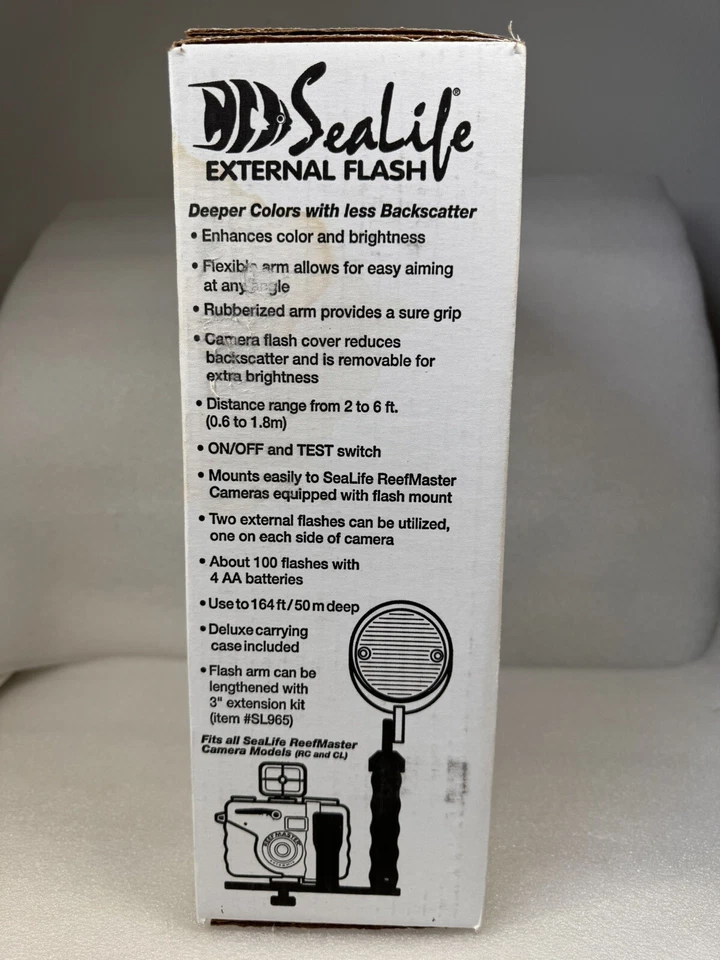 SeaLife®
EXTERNAL FLASH
Deeper Colors with less Backscatter
• Enhances color and brightness
• Flexible arm allows for easy aiming
at any angle
• Rubberized arm provides a sure grip
• Camera flash cover reduces
backscatter and is removable for
extra brightness
• Distance range from 2 to 6 ft.
(0.6 to 1.8m)
• ON/OFF and TEST switch
• Mounts easily to SeaLife ReefMaster
Cameras equipped with flash mount
• Two external flashes can be utilized,
one on each side of camera
• About 100 flashes with
4 AA batteries
• Use to 164 ft/50 m deep
• Deluxe carrying
case included
• Flash arm can be
lengthened with
3" extension kit
(item #SL965)
Fits all SeaLife ReefMaster
Camera Models (RC and CL)
REEFMASTER